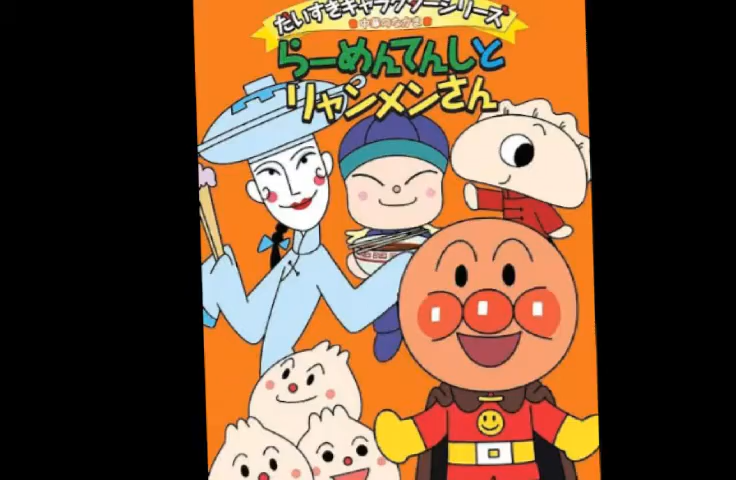 だいすきキャラクターシリーズ
中華のなかま
らーめんてんしと
リャンメンさん